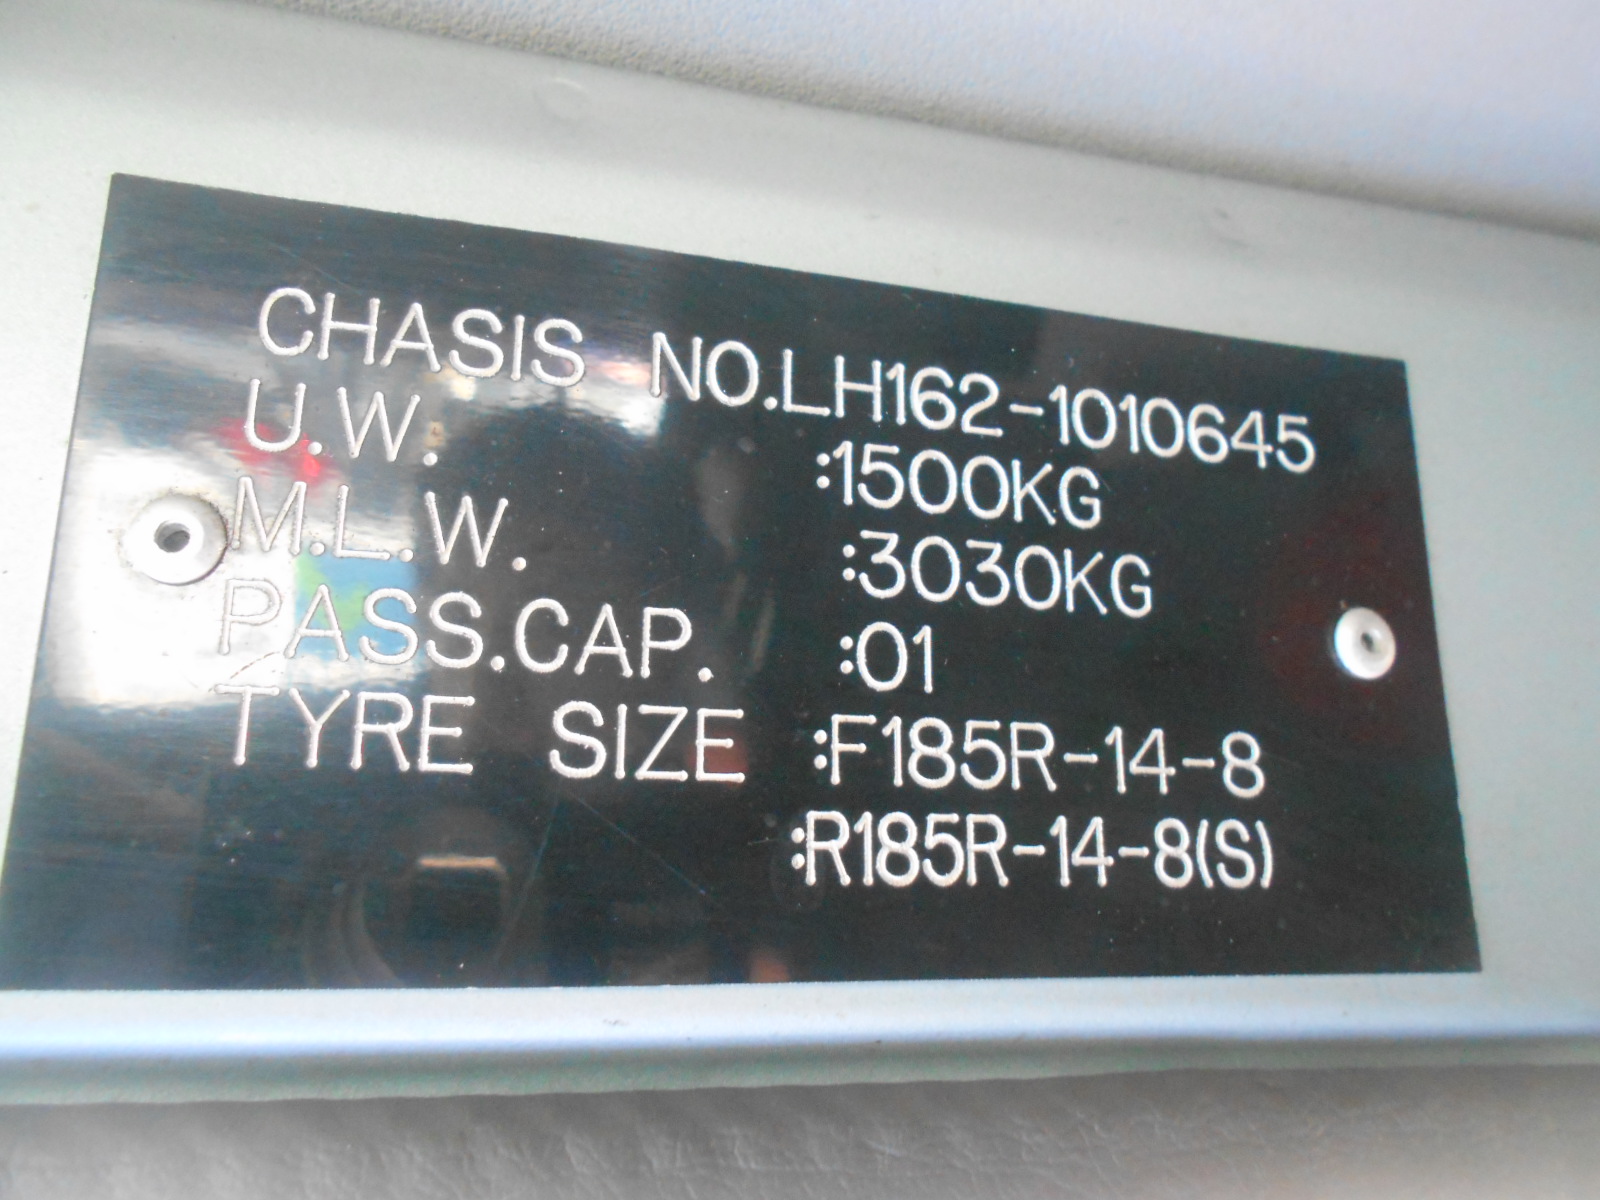 CHASIS NO.LH162-1010645
U.W. :1500KG
M.L.W. :3030KG
PASS.CAP. :01
TYRE SIZE :F185R-14-8
:R185R-14-8(S)